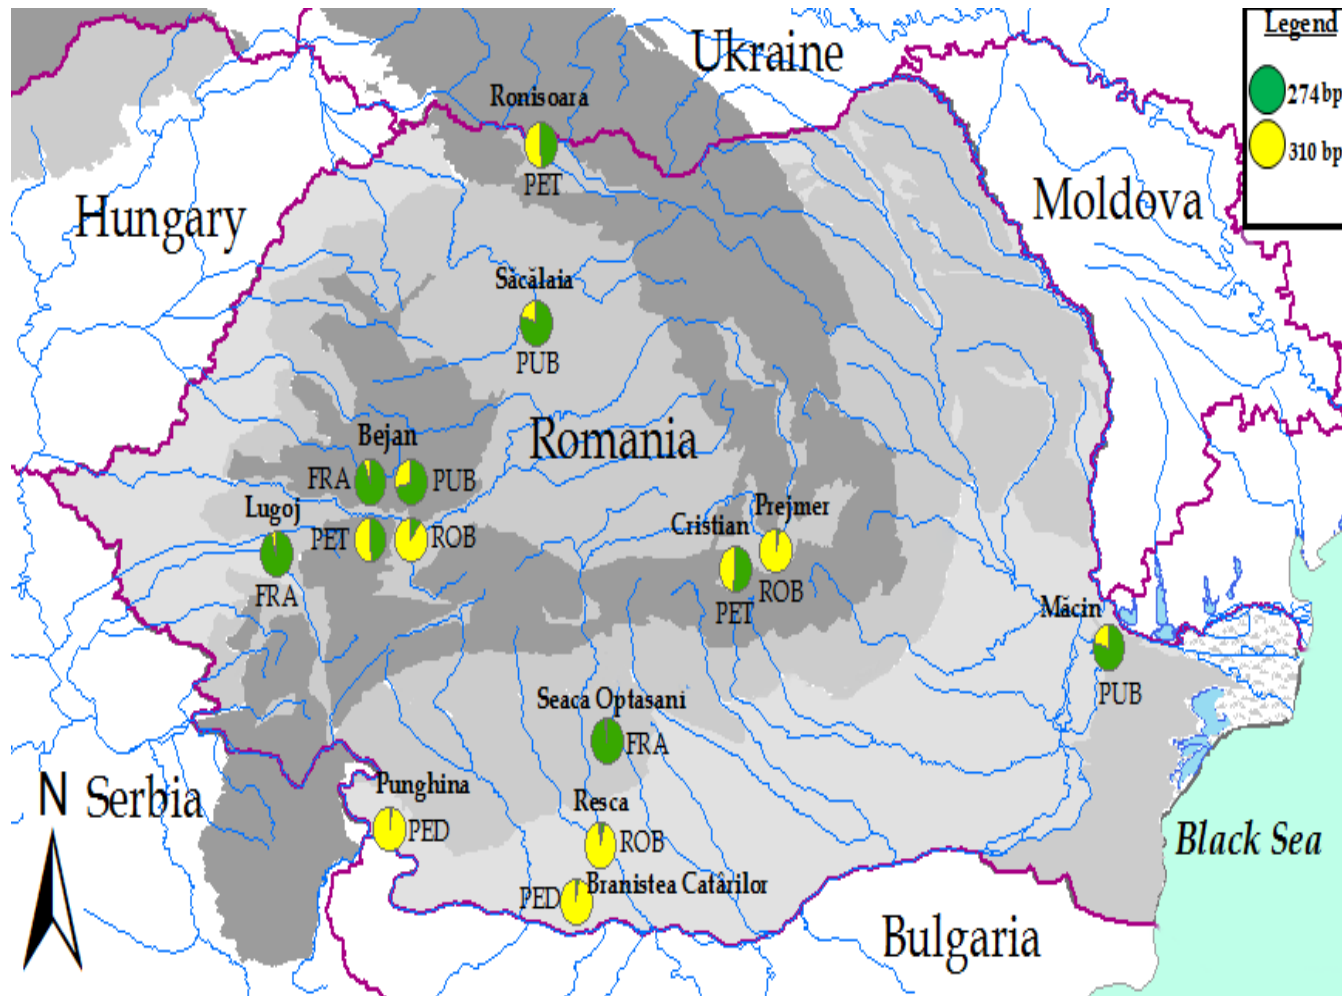 Legend
Ukraine
274 bp
Ronisoara
310 bp
PET
Moldova
Hungary
Săcălaia
PUB
Bejan
Romania
FRA
PUB
Lugoj
PET
ROB
Cristian
Prejmer
FRA
PET
ROB
Măcin
PUB
Seaca Optasani
FRA
N
Serbia
Punghina
PED
Resca
ROB
Black Sea
PED
Branistea Catârilor
Bulgaria